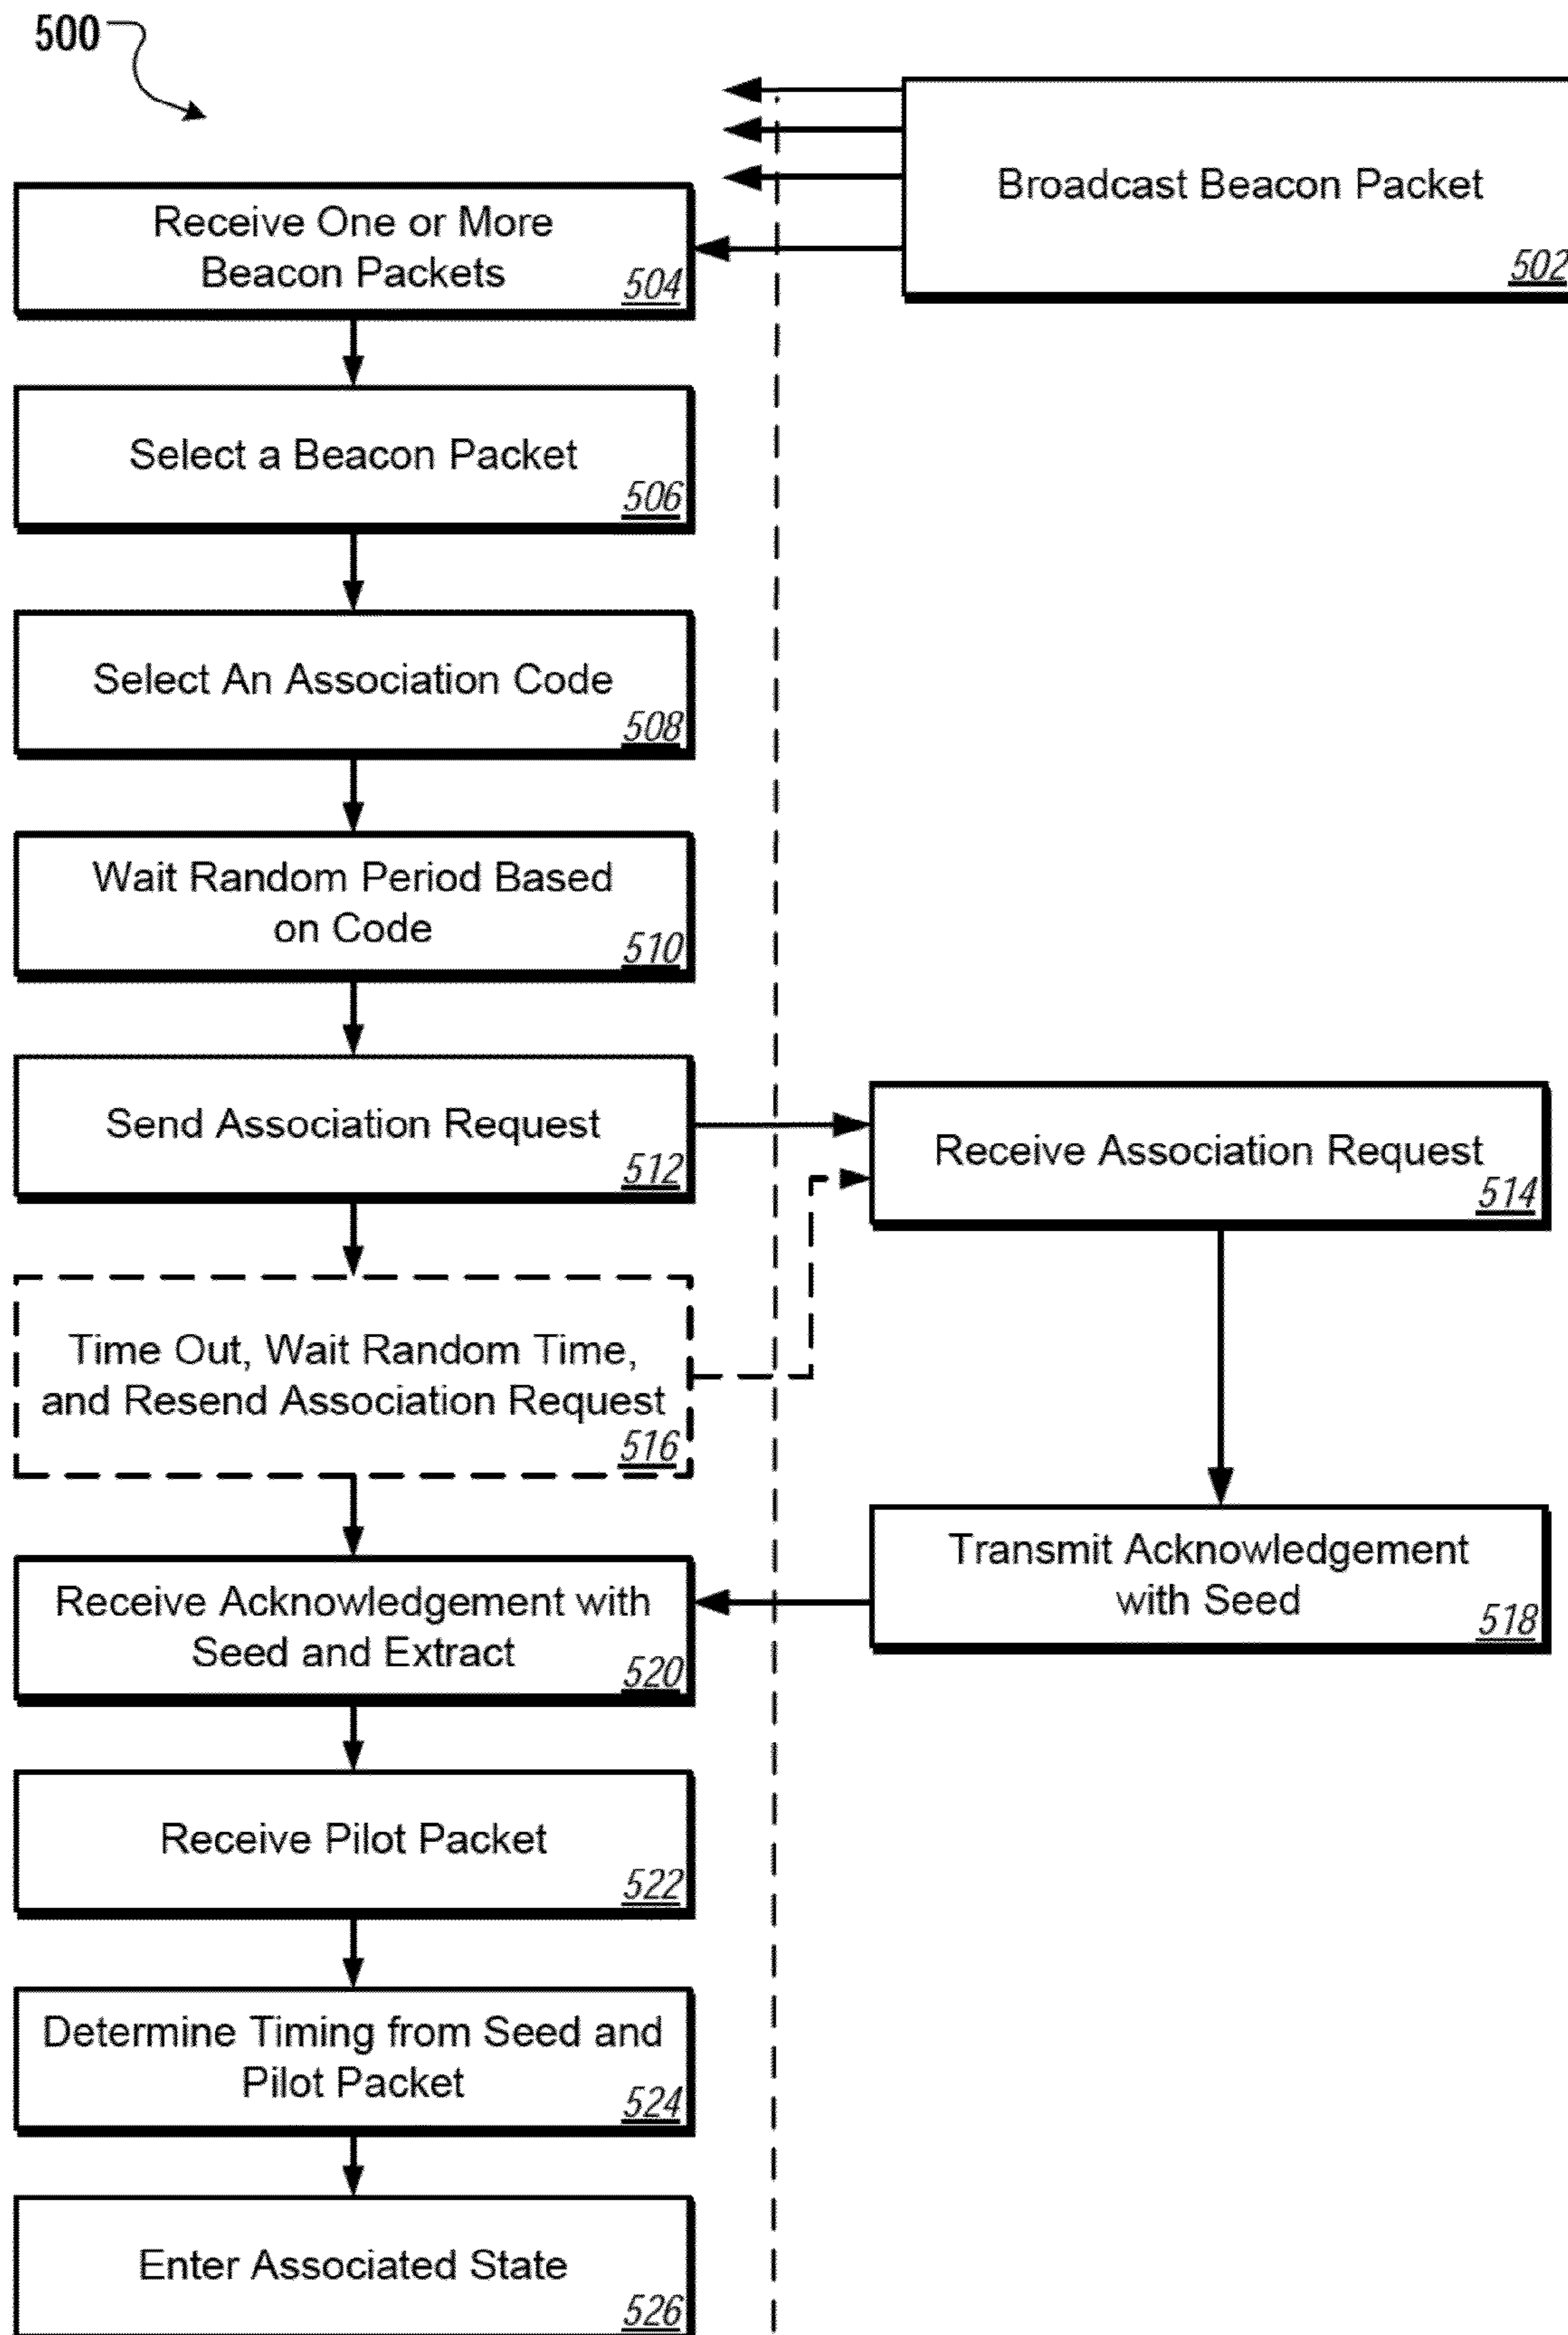 500
Broadcast Beacon Packet
502
Receive One or More
Beacon Packets
504
Select a Beacon Packet
506
Select An Association Code
508
Wait Random Period Based
on Code
510
Send Association Request
512
Receive Association Request
514
Time Out, Wait Random Time,
and Resend Association Request
516
Transmit Acknowledgement
with Seed
518
Receive Acknowledgement with
Seed and Extract
520
Receive Pilot Packet
522
Determine Timing from Seed and
Pilot Packet
524
Enter Associated State
526